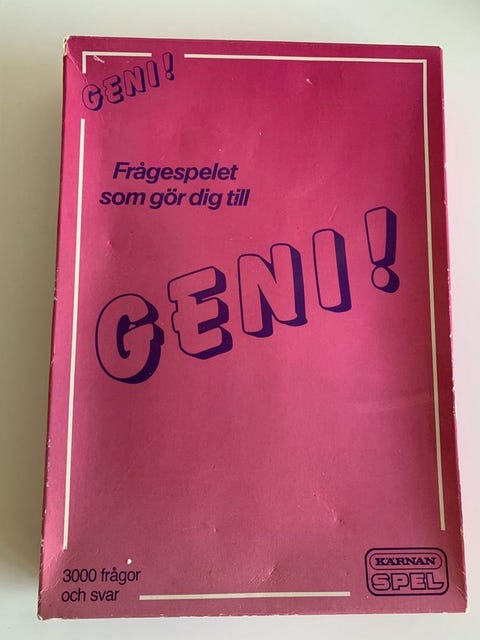 GENI!
Frågespelet
som gör dig till
GENI!
3000 frågor
och svar
KÄRNAN
SPEL